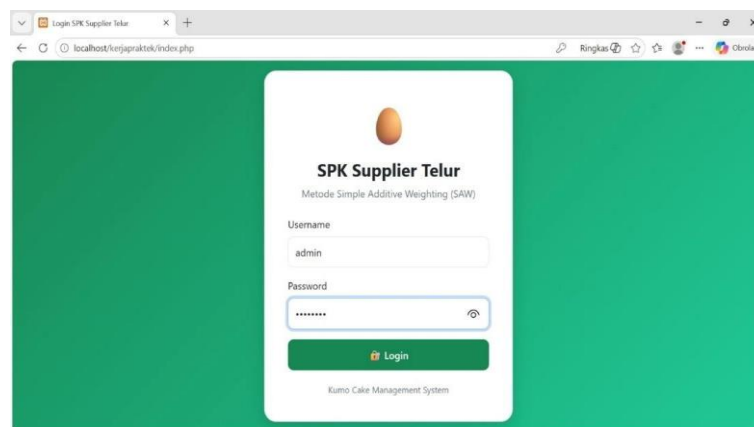 Login SPK Supplier Telur
localhost/kerjapraktek/index.php
Ringkas
Obrola
SPK Supplier Telur
Metode Simple Additive Weighting (SAW)
Username
admin
Password
Login
Kumo Cake Management System